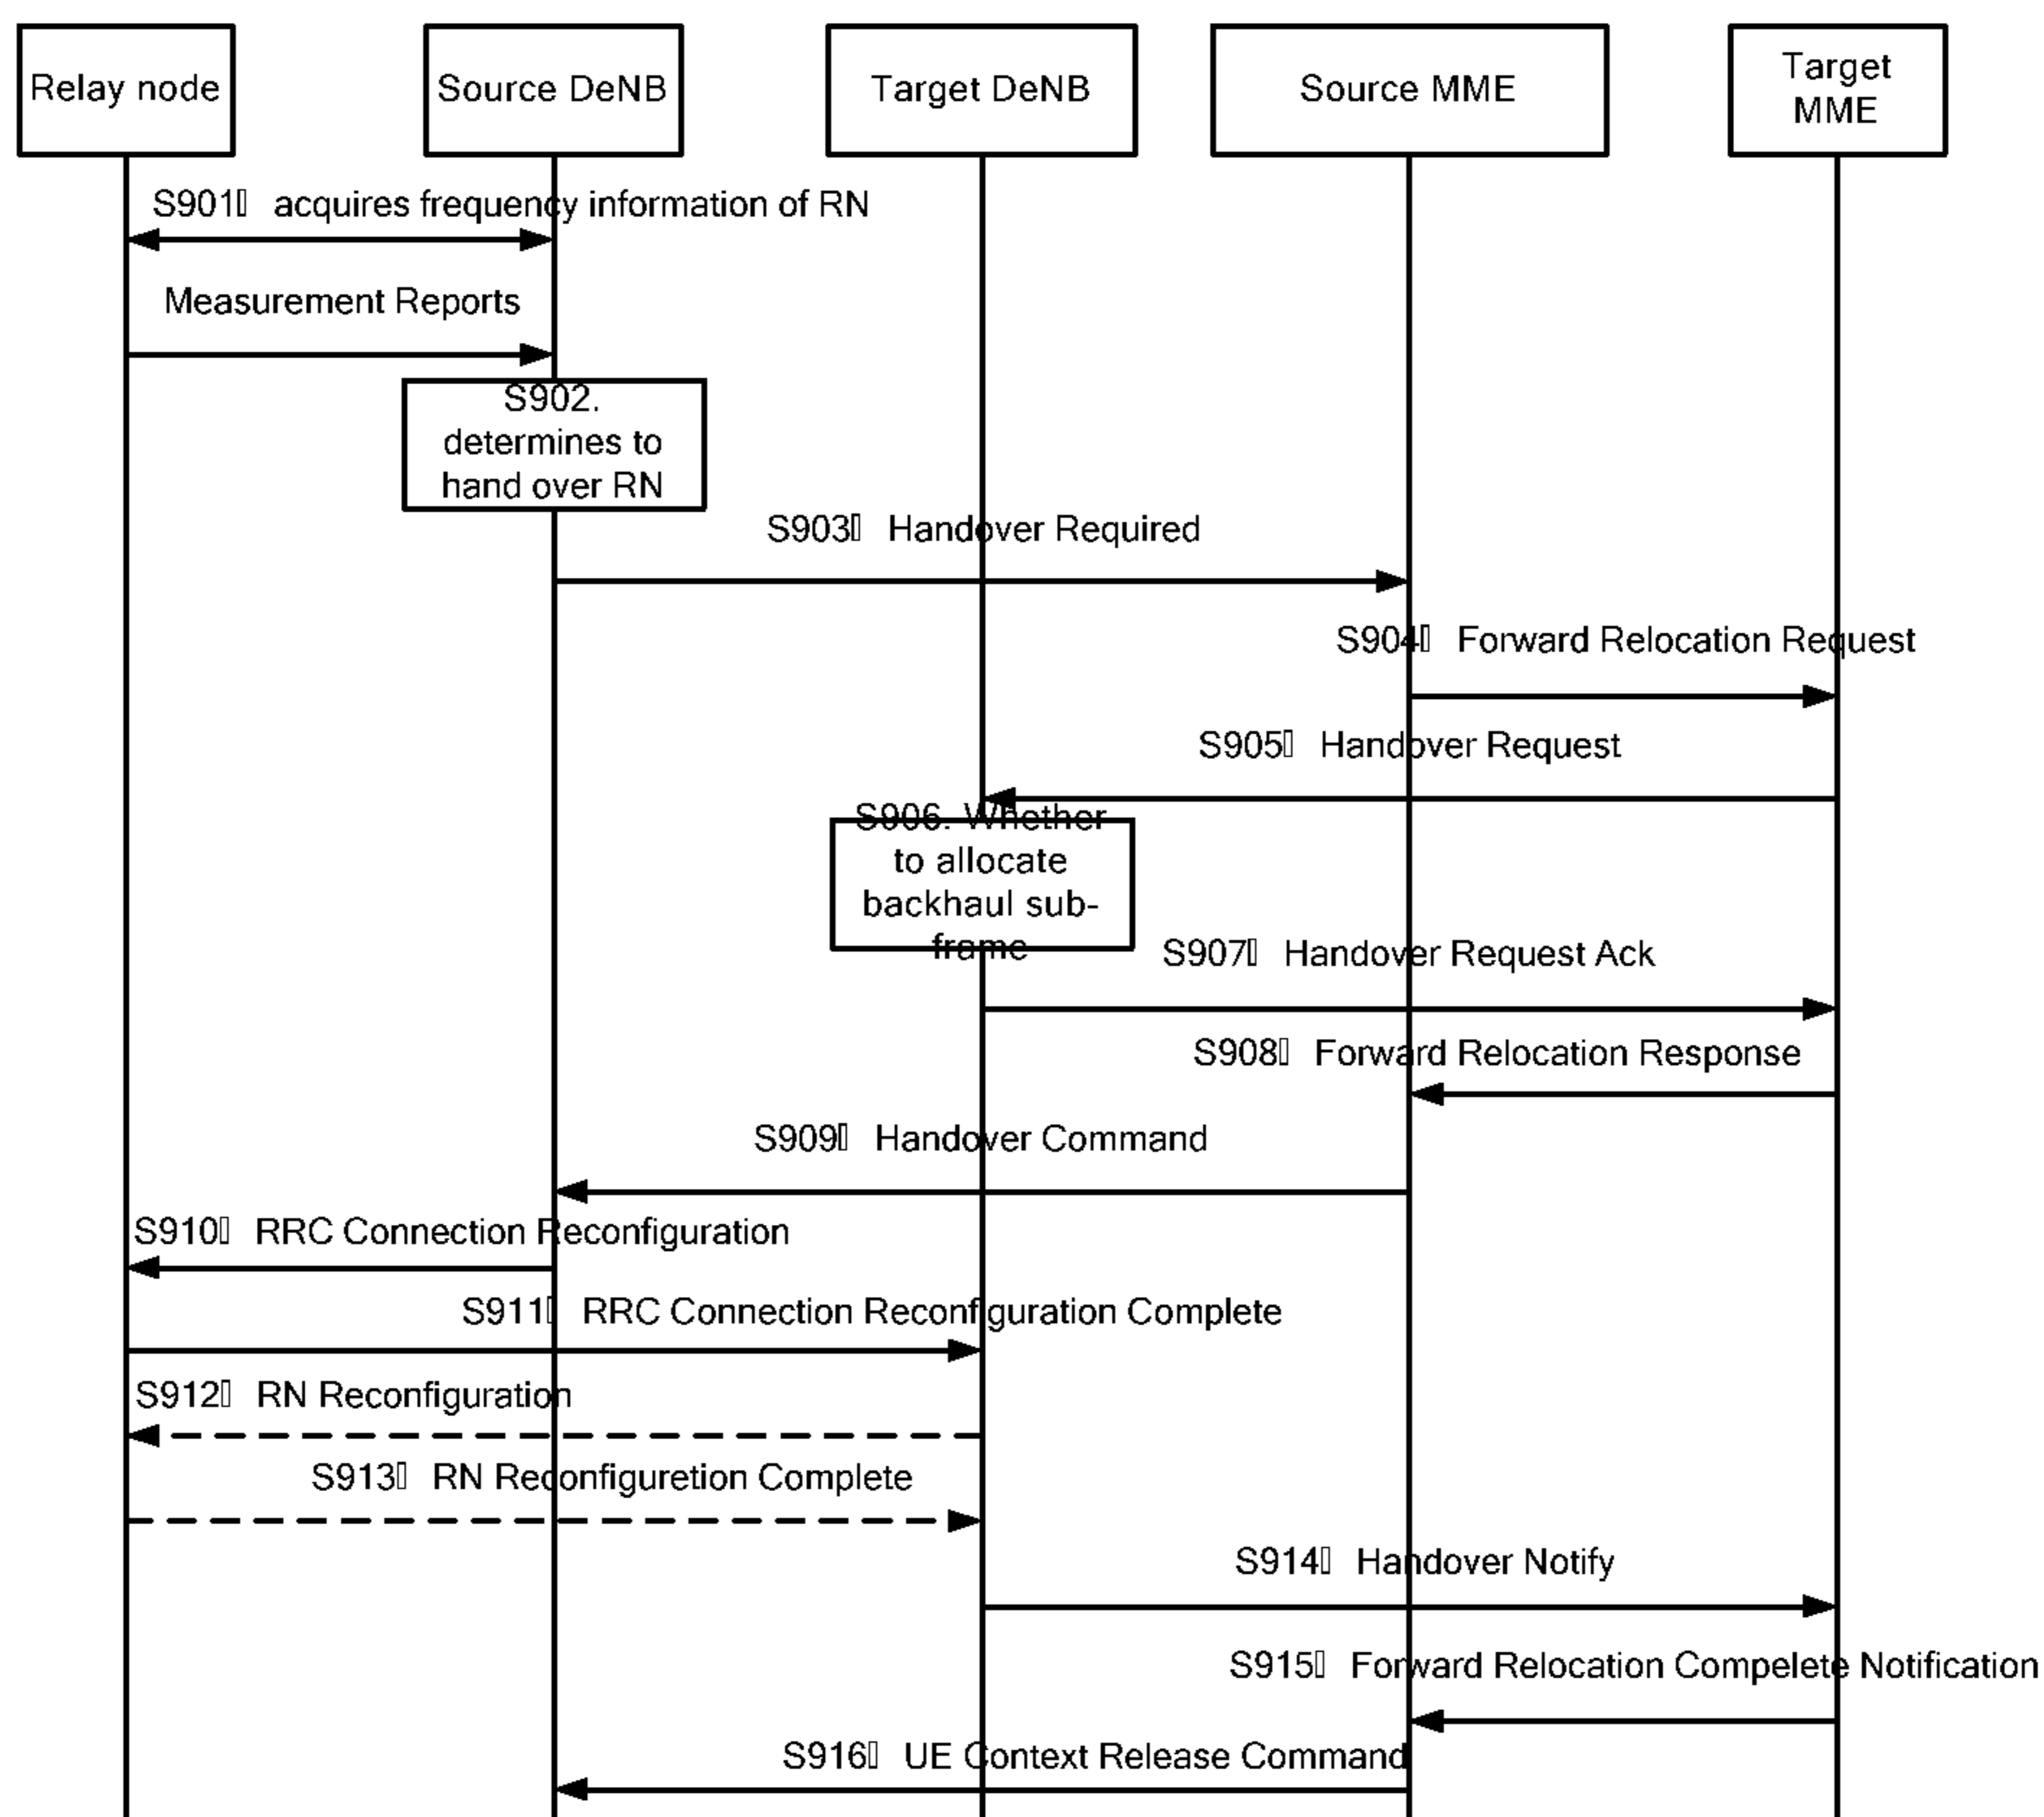 Relay node
Source DeNB
Target DeNB
Source MME
Target
MME
S901 acquires frequency information of RN
Measurement Reports
S902.
determines to
hand over RN
S903 Handover Required
S904 Forward Relocation Request
S905 Handover Request
S906. Whether
to allocate
backhaul sub-
frame
S907 Handover Request Ack
S908 Forward Relocation Response
S909 Handover Command
S910 RRC Connection Reconfiguration
S911 RRC Connection Reconfiguration Complete
S912 RN Reconfiguration
S913 RN Reconfiguretion Complete
S914 Handover Notify
S915 Forward Relocation Compelete Notification
S916 UE Context Release Command